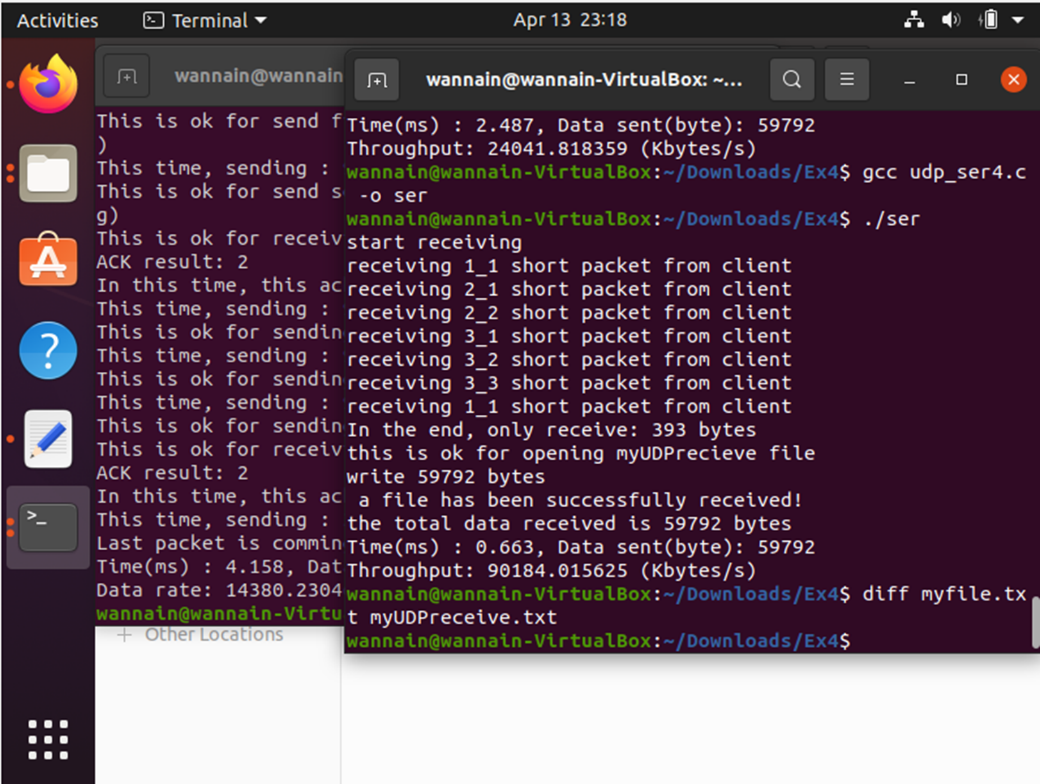 Activities
Terminal
Apr 13 23:18
wannain@wannain
This is ok for send f
)
This time, sending :
This is ok for send s
g)
This is ok for receiv
ACK result: 2
In this time, this ac
This time, sending :
This is ok for sendin
This time, sending :
This is ok for sendin
This time, sending :
This is ok for sendin
This is ok for receiv
ACK result: 2
In this time, this ac
This time, sending :
Last packet is commin
Time(ms) : 4.158, Dat
Data rate: 14380.2304
wannain@wannain-Virtu
Other Locations
wannain@wannain-VirtualBox: ~...
Time(ms) : 2.487, Data sent(byte): 59792
Throughput: 24041.818359 (Kbytes/s)
wannain@wannain-VirtualBox:~/Downloads/Ex4$ gcc udp_ser4.c
-o ser
wannain@wannain-VirtualBox:~/Downloads/Ex4$ ./ser
start receiving
receiving 1_1 short packet from client
receiving 2_1 short packet from client
receiving 2_2 short packet from client
receiving 3_1 short packet from client
receiving 3_2 short packet from client
receiving 3_3 short packet from client
receiving 1_1 short packet from client
In the end, only receive: 393 bytes
this is ok for opening myUDPrecieve file
write 59792 bytes
a file has been successfully received!
the total data received is 59792 bytes
Time(ms) : 0.663, Data sent(byte): 59792
Throughput: 90184.015625 (Kbytes/s)
wannain@wannain-VirtualBox:~/Downloads/Ex4$ diff myfile.tx
t myUDPreceive.txt
wannain@wannain-VirtualBox:~/Downloads/Ex4$